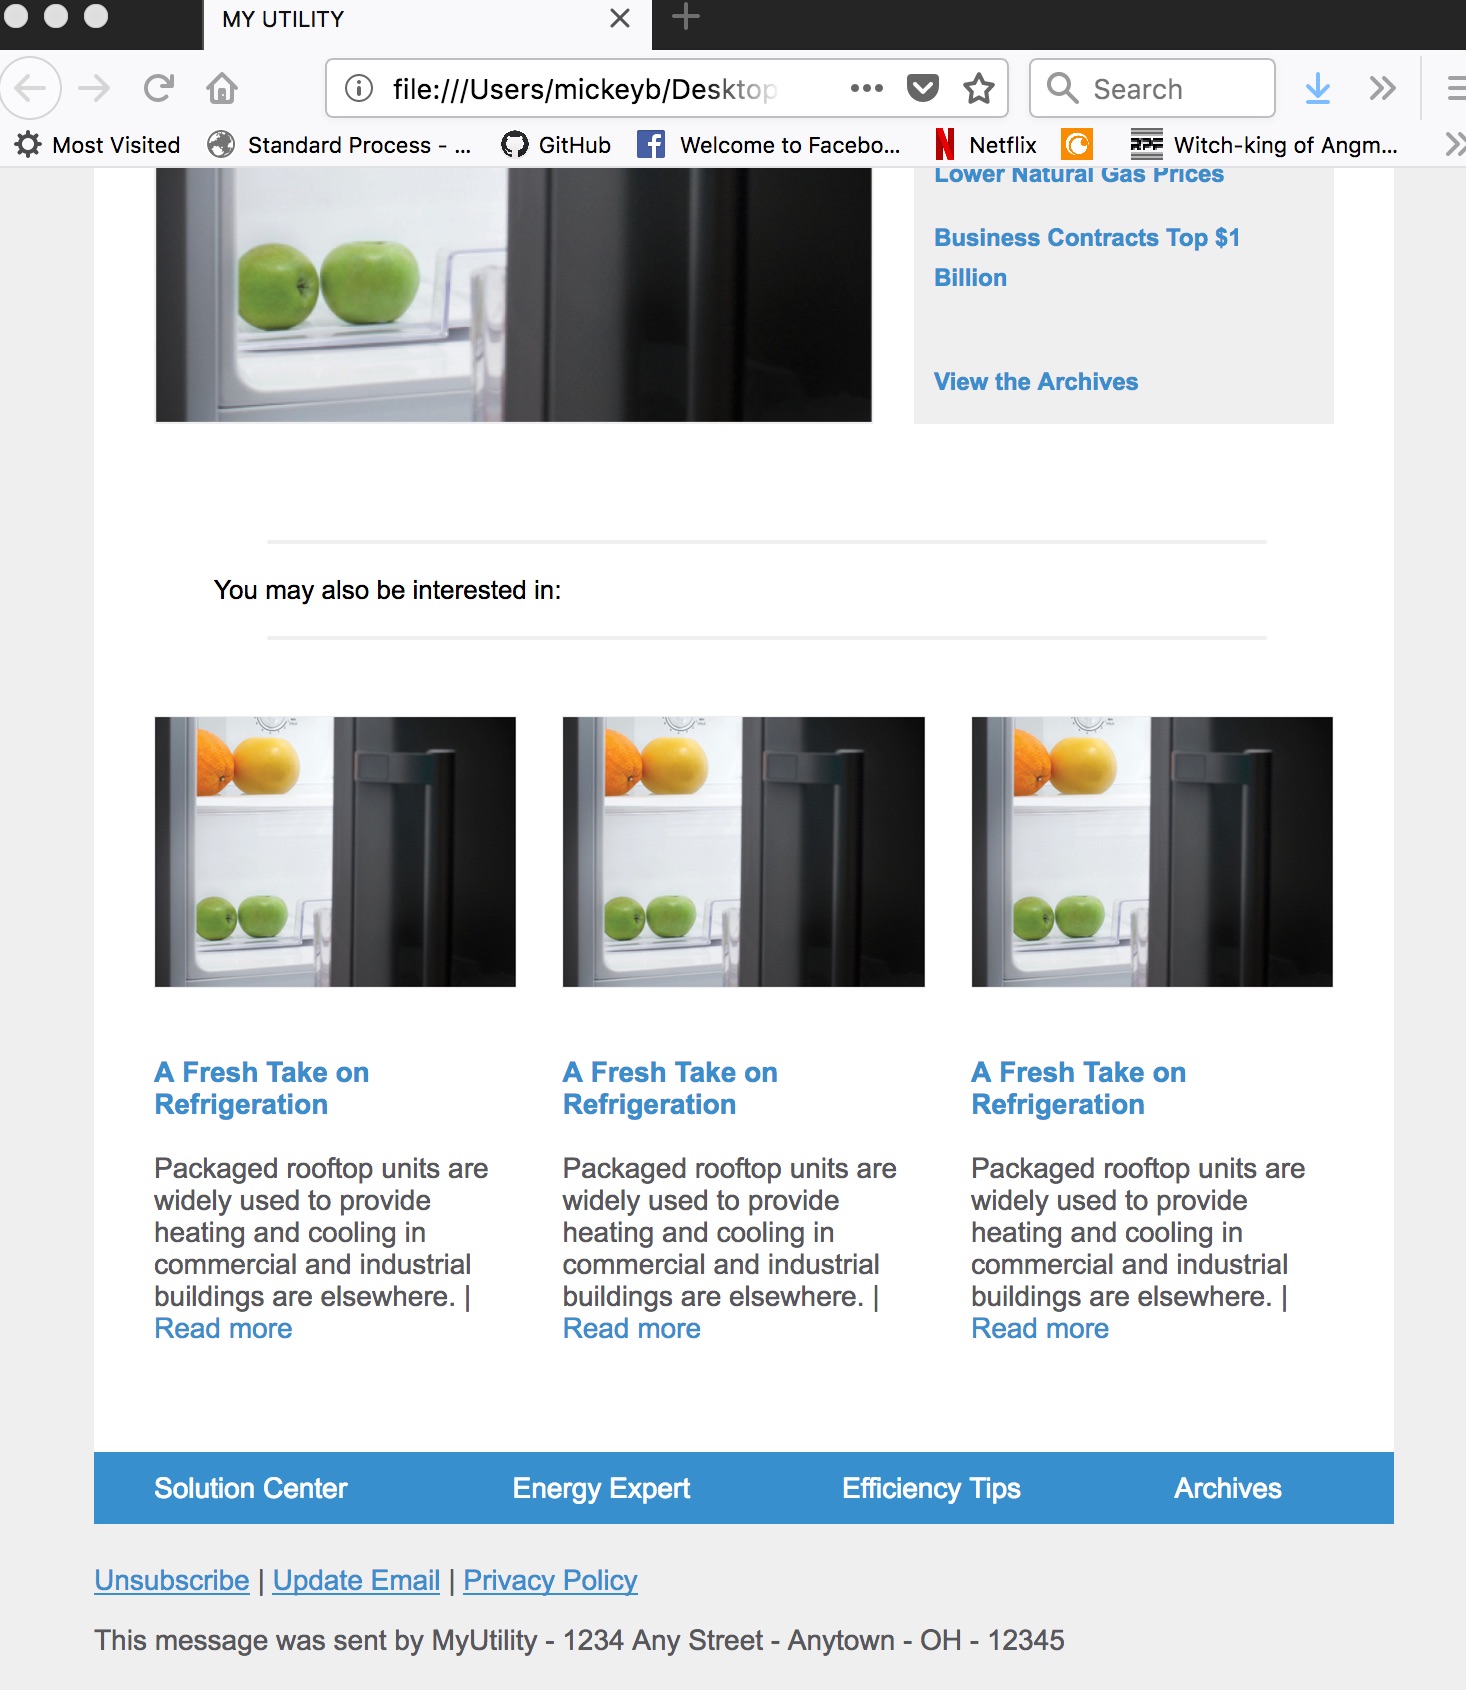 MY UTILITY
file:///Users/mickeyb/Desktop
Search
Most Visited
Standard Process - ...
GitHub
Welcome to Facebo...
Netflix
Witch-king of Angm...
Lower Natural Gas Prices
Business Contracts Top $1
Billion
View the Archives
You may also be interested in:
A Fresh Take on
Refrigeration
Packaged rooftop units are
widely used to provide
heating and cooling in
commercial and industrial
buildings are elsewhere. |
Read more
A Fresh Take on
Refrigeration
Packaged rooftop units are
widely used to provide
heating and cooling in
commercial and industrial
buildings are elsewhere. |
Read more
A Fresh Take on
Refrigeration
Packaged rooftop units are
widely used to provide
heating and cooling in
commercial and industrial
buildings are elsewhere. |
Read more
Solution Center
Energy Expert
Efficiency Tips
Archives
Unsubscribe | Update Email | Privacy Policy
This message was sent by MyUtility - 1234 Any Street - Anytown - OH - 12345